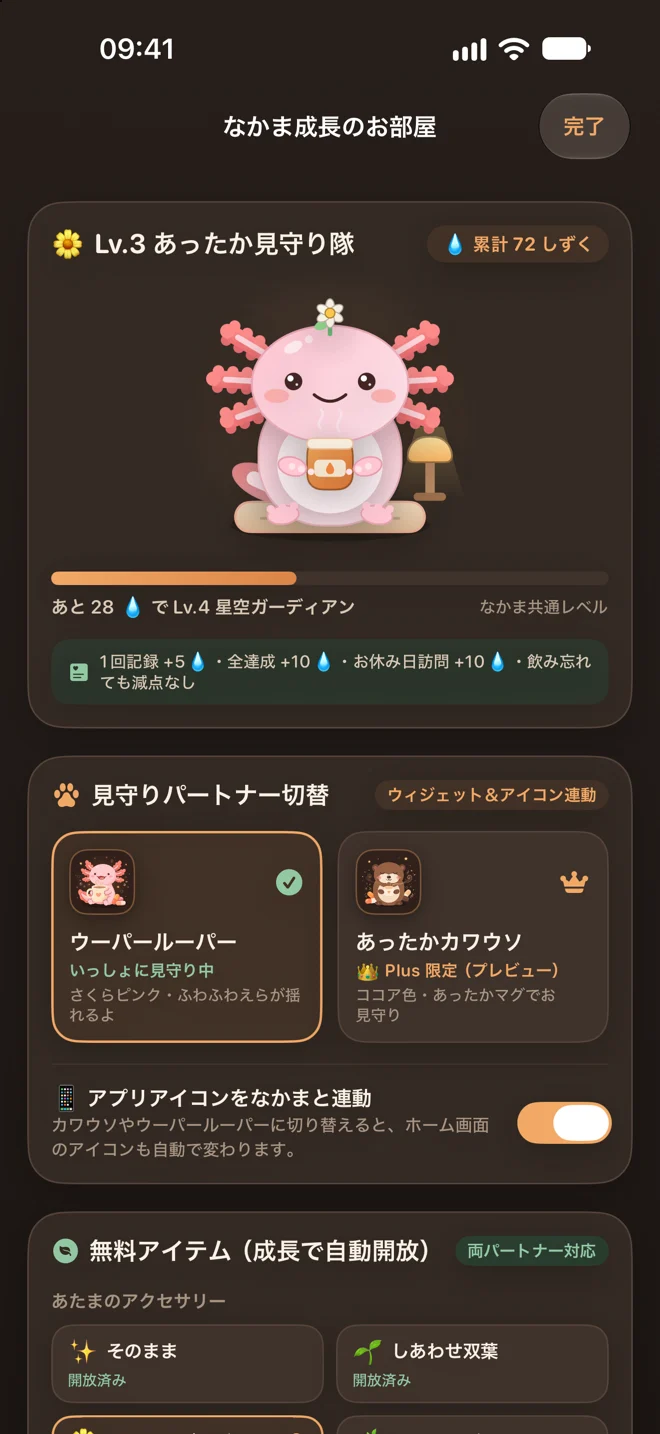 09:41
なかま成長のお部屋
完了
Lv.3 あったか見守り隊
累計 72 しずく
あと 28 💧 で Lv.4 星空ガーディアン
なかま共通レベル
1回記録 +5💧・全達成 +10💧・お休み日訪問 +10💧・飲み忘れ
ても減点なし
見守りパートナー切替
ウィジェット&アイコン連動
ウーパールーパー
いっしょに見守り中
さくらピンク・ふわふわえらが揺
れるよ
あったかカワウソ
👑 Plus 限定（プレビュー）
ココア色・あったかマグでお
見守り
📱 アプリアイコンをなかまと連動
カワウソやウーパールーパーに切り替えると、ホーム画面
のアイコンも自動で変わります。
無料アイテム（成長で自動開放）
両パートナー対応
あたまのアクセサリー
✨ そのまま
開放済み
🌱 しあわせ双葉
開放済み